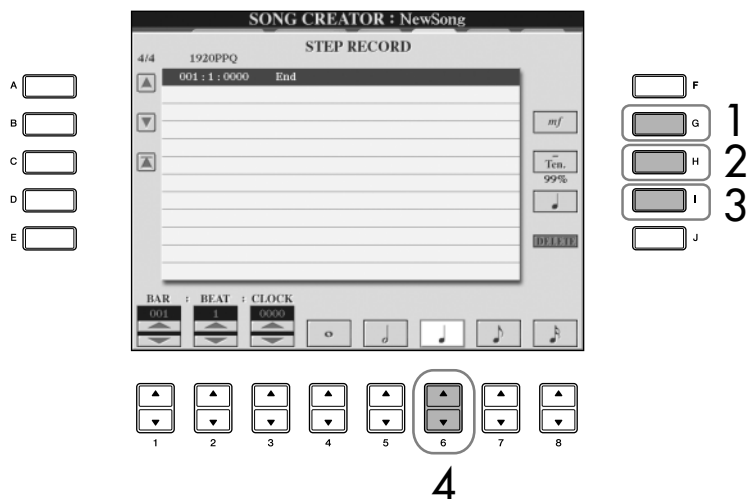 SONG CREATOR : NewSong
STEP RECORD
4/4 1920PPQ
001 : 1 : 0000 End
A
B
C
D
E
mf
Ten.
99%
DELETE
F
G 1
H 2
I 3
J
BAR : BEAT : CLOCK
001 1 0000
1 2 3 4 5 6 7 8
4